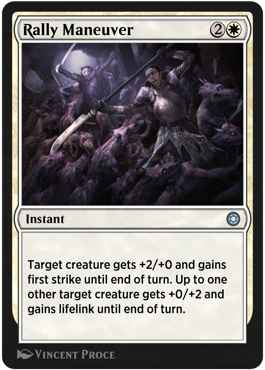 Rally Maneuver 2
Instant
Target creature gets +2/+0 and gains
first strike until end of turn. Up to one
other target creature gets +0/+2 and
gains lifelink until end of turn.
Vincent Proce